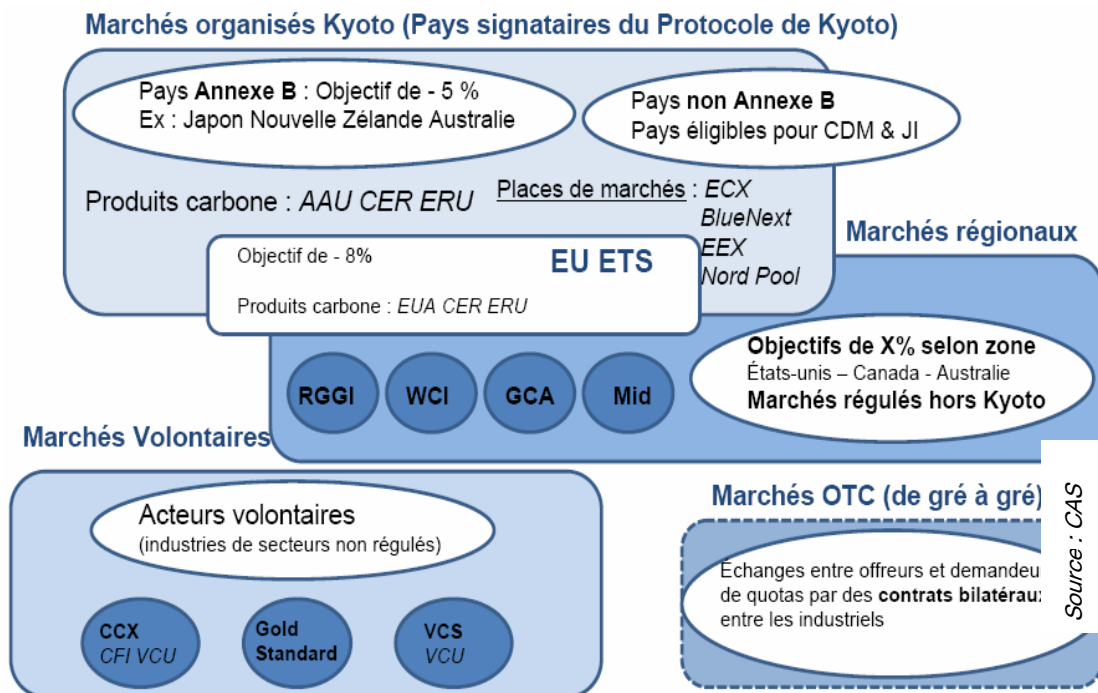 Marchés organisés Kyoto (Pays signataires du Protocole de Kyoto)
Pays Annexe B : Objectif de - 5 %
Ex : Japon Nouvelle Zélande Australie
Pays non Annexe B
Pays éligibles pour CDM & JI
Produits carbone : AAU CER ERU
Places de marchés : ECX
BlueNext
EEX
Nord Pool
Marchés régionaux
Objectif de - 8%
EU ETS
Produits carbone : EUA CER ERU
RGGI
WCI
GCA
Mid
Objectifs de X% selon zone
États-unis – Canada - Australie
Marchés régulés hors Kyoto
Marchés Volontaires
Acteurs volontaires
(industries de secteurs non régulés)
CCX
CFI VCU
Gold
Standard
VCS
VCU
Marchés OTC (de gré à gré)
Échanges entre offreurs et demandeu
de quotas par des contrats bilatéraux
entre les industriels
Source : CAS